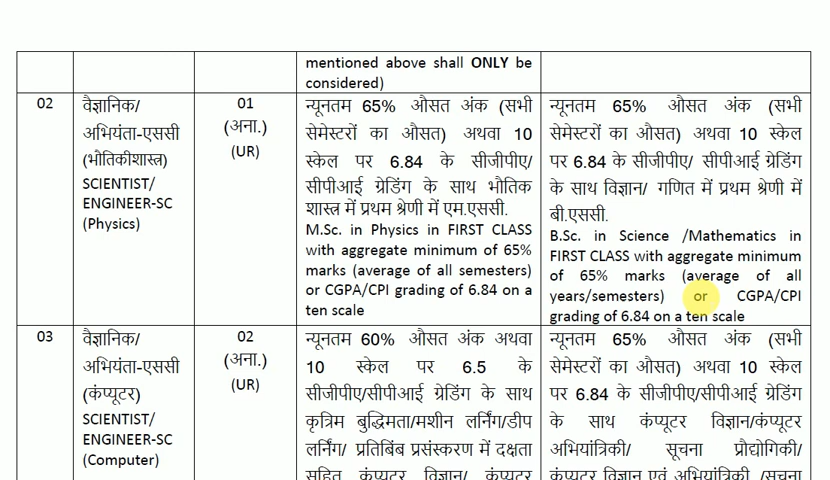 mentioned above shall ONLY be
considered)
02
वैज्ञानिक/
अभियंता-एससी
(भौतिकीशास्त्र)
SCIENTIST/
ENGINEER-SC
(Physics)
01
(अना.)
(UR)
न्यूनतम 65% औसत अंक (सभी
सेमेस्टरों का औसत) अथवा 10
स्केल पर 6.84 के सीजीपीए/
सीपीआई ग्रेडिंग के साथ भौतिक
शास्त्र में प्रथम श्रेणी में एम.एससी.
M.Sc. in Physics in FIRST CLASS
with aggregate minimum of 65%
marks (average of all semesters)
or CGPA/CPI grading of 6.84 on a
ten scale
न्यूनतम 65% औसत अंक (सभी
सेमेस्टरों का औसत) अथवा 10 स्केल
पर 6.84 के सीजीपीए/ सीपीआई ग्रेडिंग
के साथ विज्ञान/ गणित में प्रथम श्रेणी में
बी.एससी.
B.Sc. in Science /Mathematics in
FIRST CLASS with aggregate minimum
of 65% marks (average of all
years/semesters) or CGPA/CPI
grading of 6.84 on a ten scale
03
वैज्ञानिक/
अभियंता-एससी
(कंप्यूटर)
SCIENTIST/
ENGINEER-SC
(Computer)
02
(अना.)
(UR)
न्यूनतम 60% औसत अंक अथवा
10 स्केल पर 6.5 के
सीजीपीए/सीपीआई ग्रेडिंग के साथ
कृत्रिम बुद्धिमता/मशीन लर्निंग/डीप
लर्निंग/ प्रतिबिंब प्रसंस्करण में दक्षता
सहित कंप्यूटर विज्ञान/ कंप्यूटर
न्यूनतम 65% औसत अंक (सभी
सेमेस्टरों का औसत) अथवा 10 स्केल
पर 6.84 के सीजीपीए/सीपीआई ग्रेडिंग
के साथ कंप्यूटर विज्ञान/कंप्यूटर
अभियांत्रिकी/ सूचना प्रौद्योगिकी/
कंप्यूटर विज्ञान एवं अभियांत्रिकी /सूचना